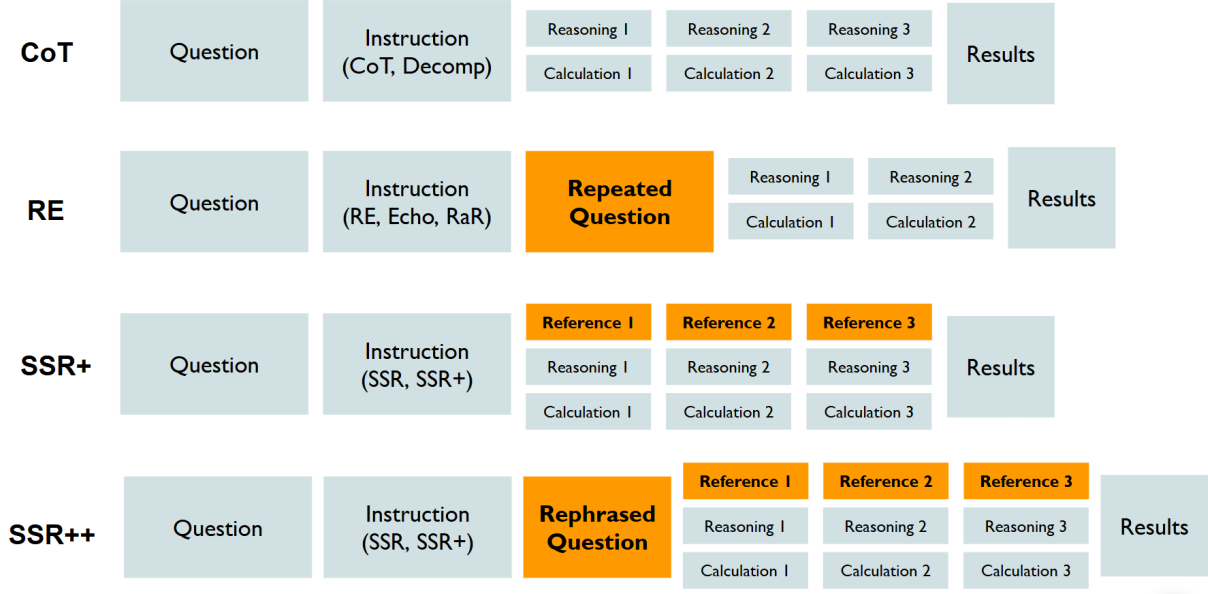 CoT
Question
Instruction
(CoT, Decomp)
Reasoning 1
Reasoning 2
Reasoning 3
Calculation 1
Calculation 2
Calculation 3
Results
RE
Question
Instruction
(RE, Echo, RaR)
Repeated
Question
Reasoning 1
Reasoning 2
Calculation 1
Calculation 2
Results
SSR+
Question
Instruction
(SSR, SSR+)
Reference 1
Reference 2
Reference 3
Reasoning 1
Reasoning 2
Reasoning 3
Calculation 1
Calculation 2
Calculation 3
Results
SSR++
Question
Instruction
(SSR, SSR+)
Rephrased
Question
Reference 1
Reference 2
Reference 3
Reasoning 1
Reasoning 2
Reasoning 3
Calculation 1
Calculation 2
Calculation 3
Results